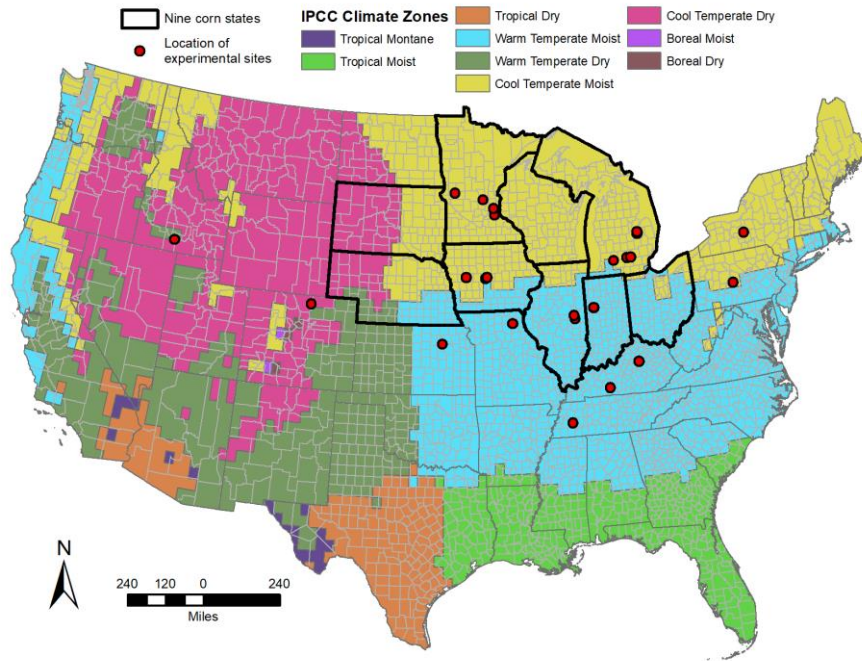 Nine corn states
Location of
experimental sites
IPCC Climate Zones
Tropical Montane
Tropical Moist
Tropical Dry
Warm Temperate Moist
Warm Temperate Dry
Cool Temperate Moist
Cool Temperate Dry
Boreal Moist
Boreal Dry
N
240 120 0 240
Miles